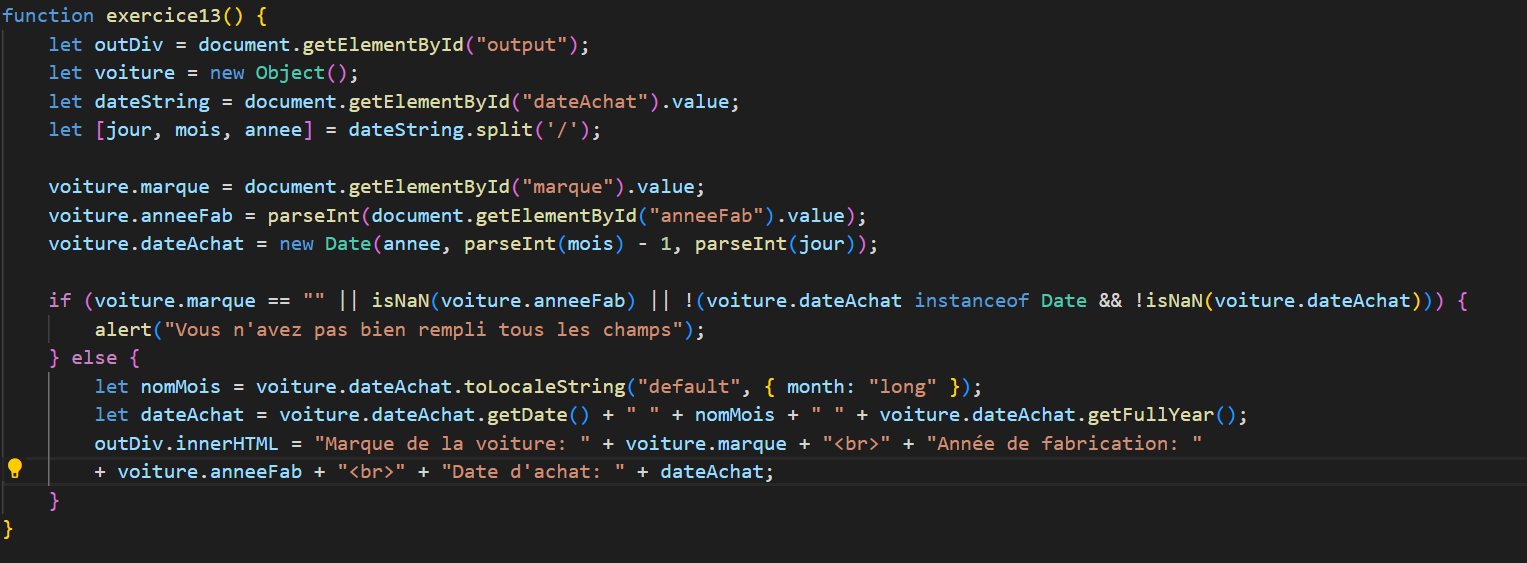 function exercice13() {
    let outDiv = document.getElementById("output");
    let voiture = new Object();
    let dateString = document.getElementById("dateAchat").value;
    let [jour, mois, annee] = dateString.split('/');

    voiture.marque = document.getElementById("marque").value;
    voiture.anneeFab = parseInt(document.getElementById("anneeFab").value);
    voiture.dateAchat = new Date(annee, parseInt(mois) - 1, parseInt(jour));

    if (voiture.marque == "" || isNaN(voiture.anneeFab) || !(voiture.dateAchat instanceof Date && !isNaN(voiture.dateAchat))) {
        alert("Vous n'avez pas bien rempli tous les champs");
    } else {
        let nomMois = voiture.dateAchat.toLocaleString("default", { month: "long" });
        let dateAchat = voiture.dateAchat.getDate() + " " + nomMois + " " + voiture.dateAchat.getFullYear();
        outDiv.innerHTML = "Marque de la voiture: " + voiture.marque + "<br>" + "Année de fabrication: "
        + voiture.anneeFab + "<br>" + "Date d'achat: " + dateAchat;
    }
}